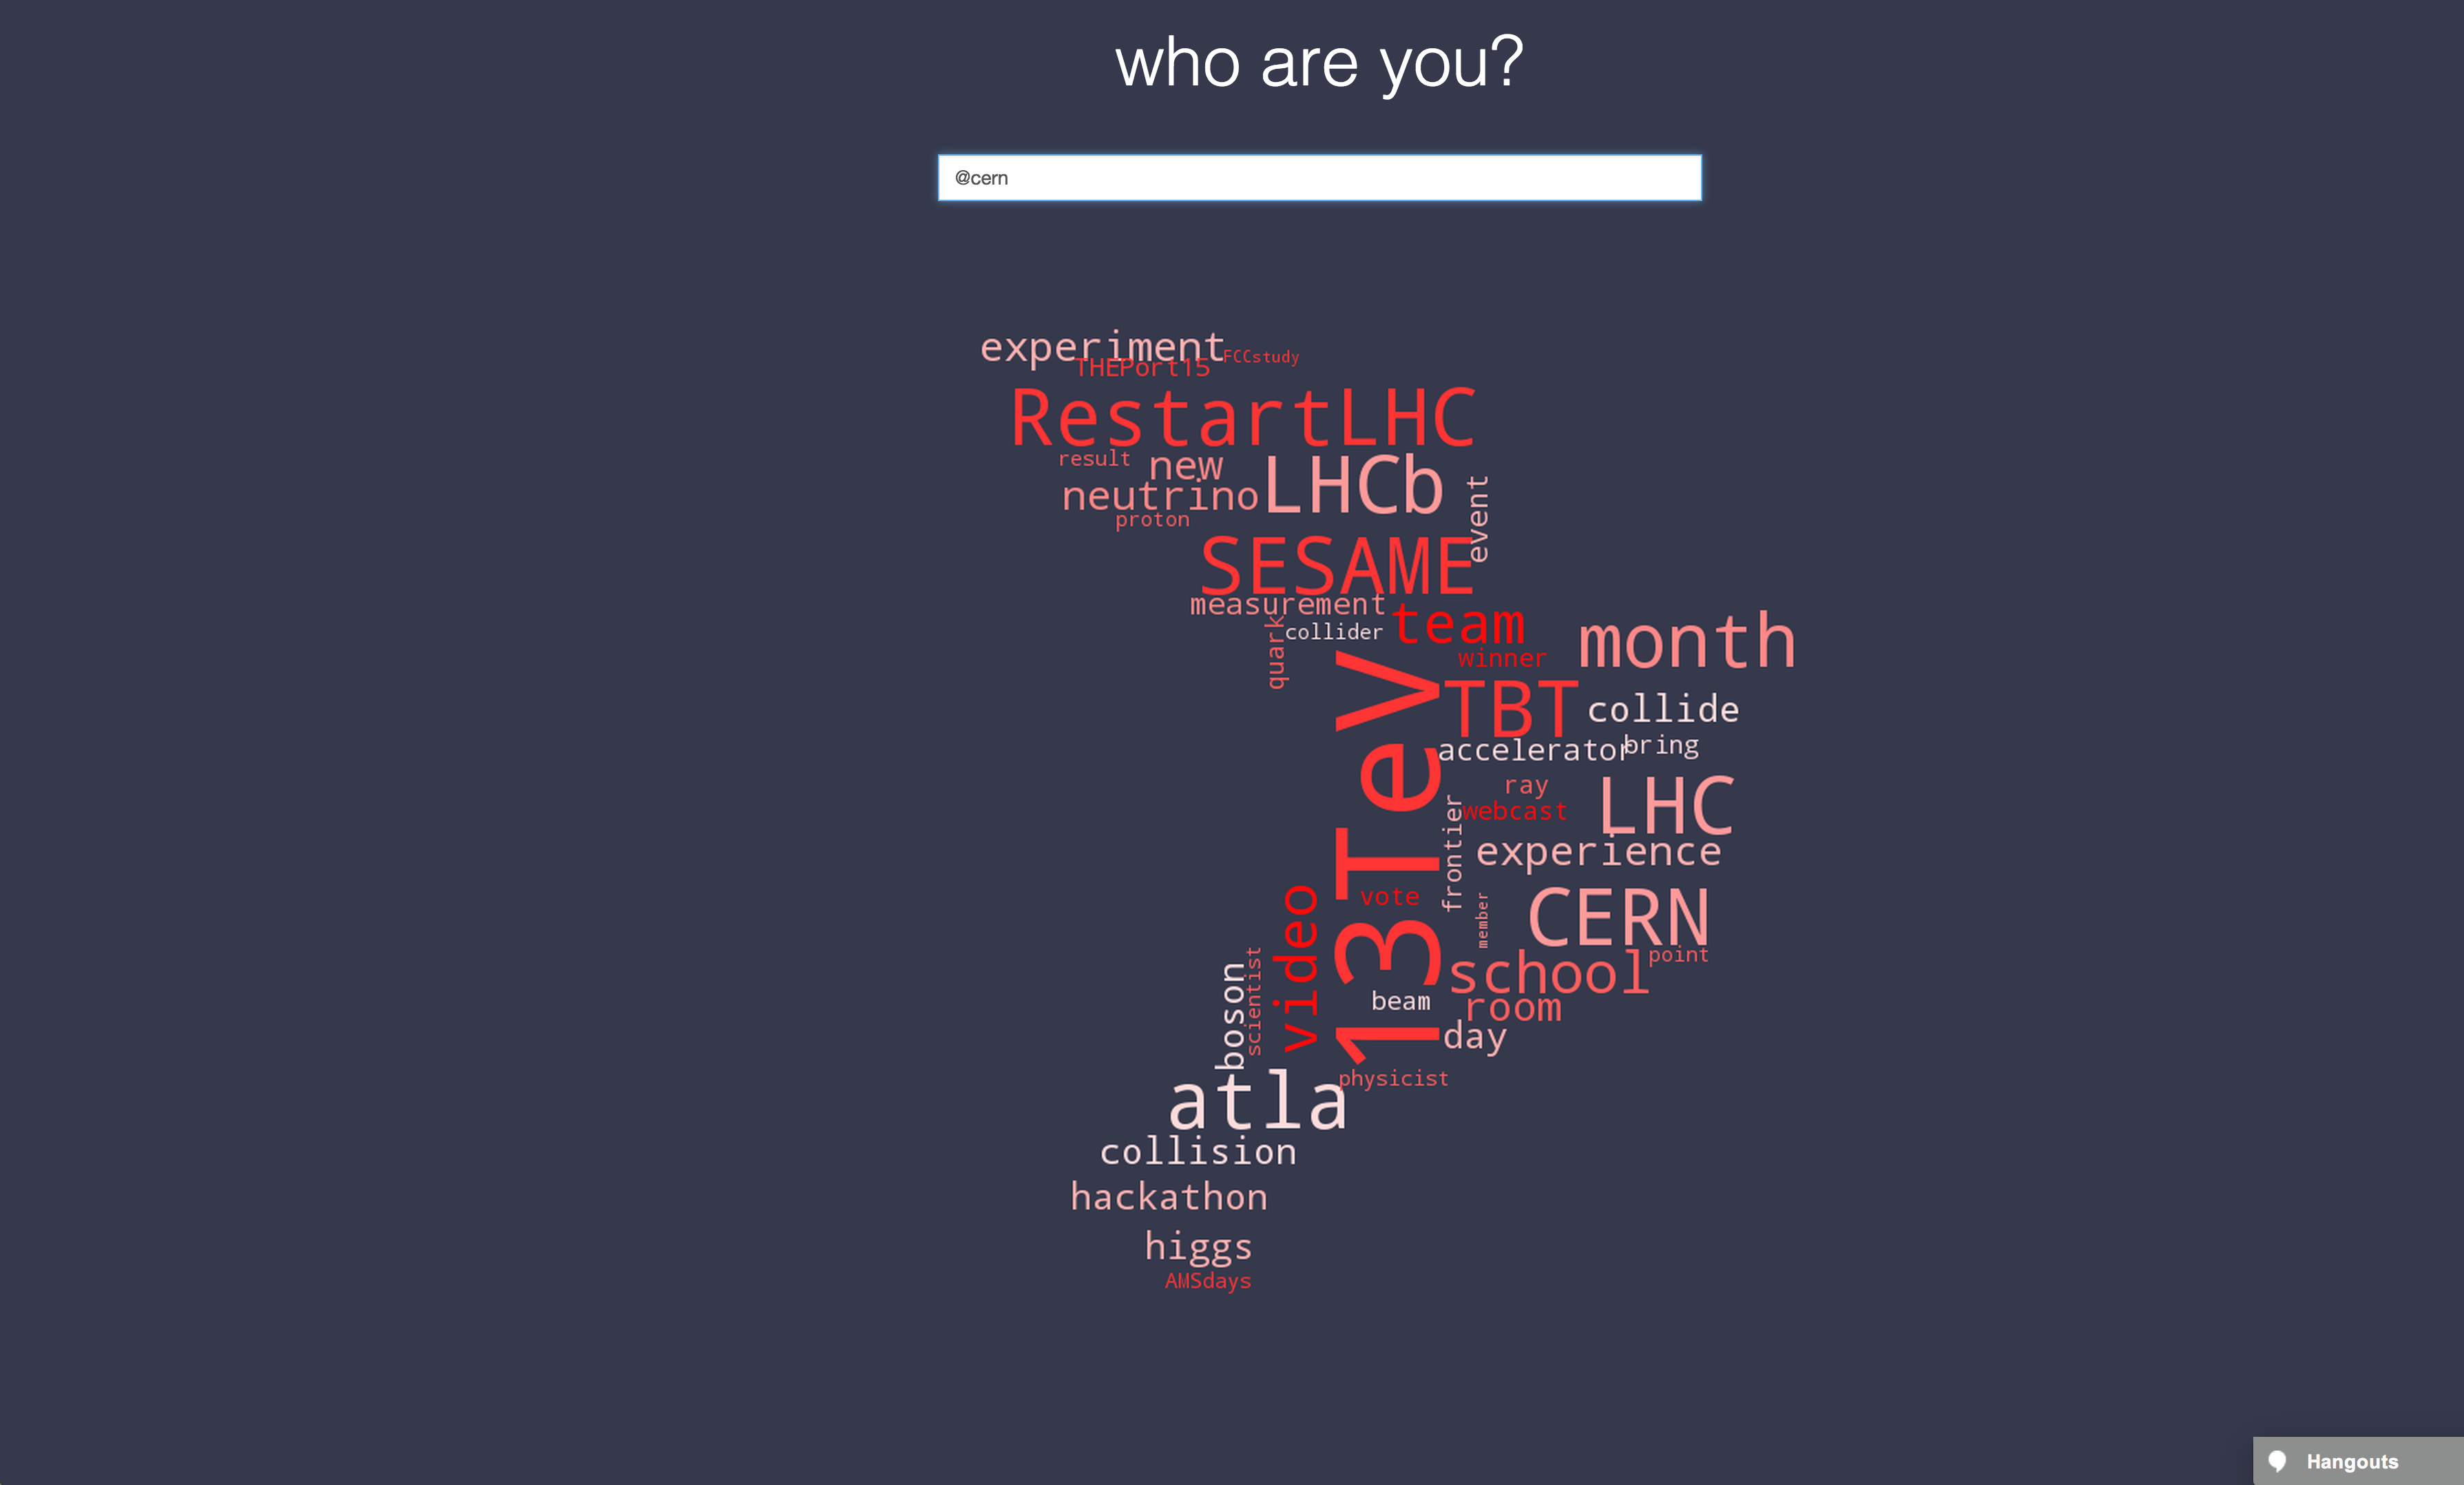 who are you?
@cern
experiment
THEPort15
FCCstudy
RestartLHC
result
new
LHCb
neutrino
event
proton
SESAME
measurement
team
collider
quark
winner
month
13TeV
TBT
collide
accelerator
bring
ray
LHC
webcast
frontier
experience
vote
video
member
CERN
point
school
scientist
boson
beam
room
day
physicist
atla
collision
hackathon
higgs
AMSdays
Hangouts